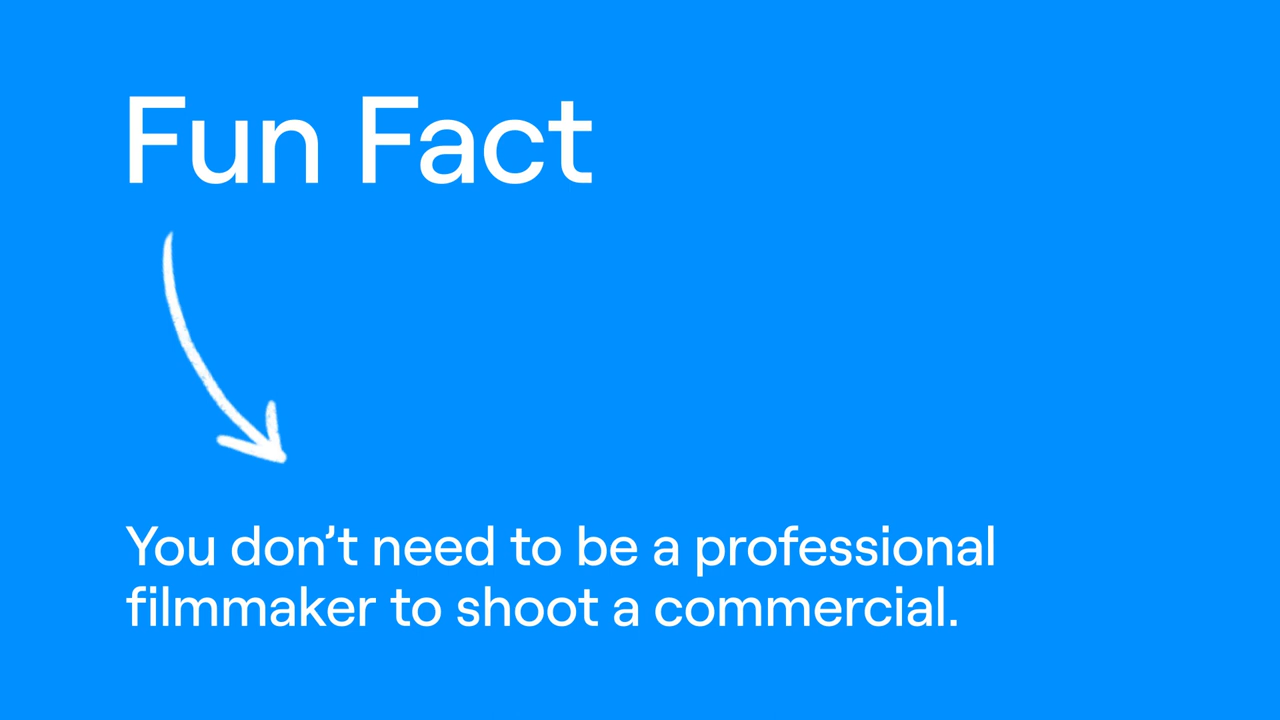 Fun Fact
You don’t need to be a professional
filmmaker to shoot a commercial.